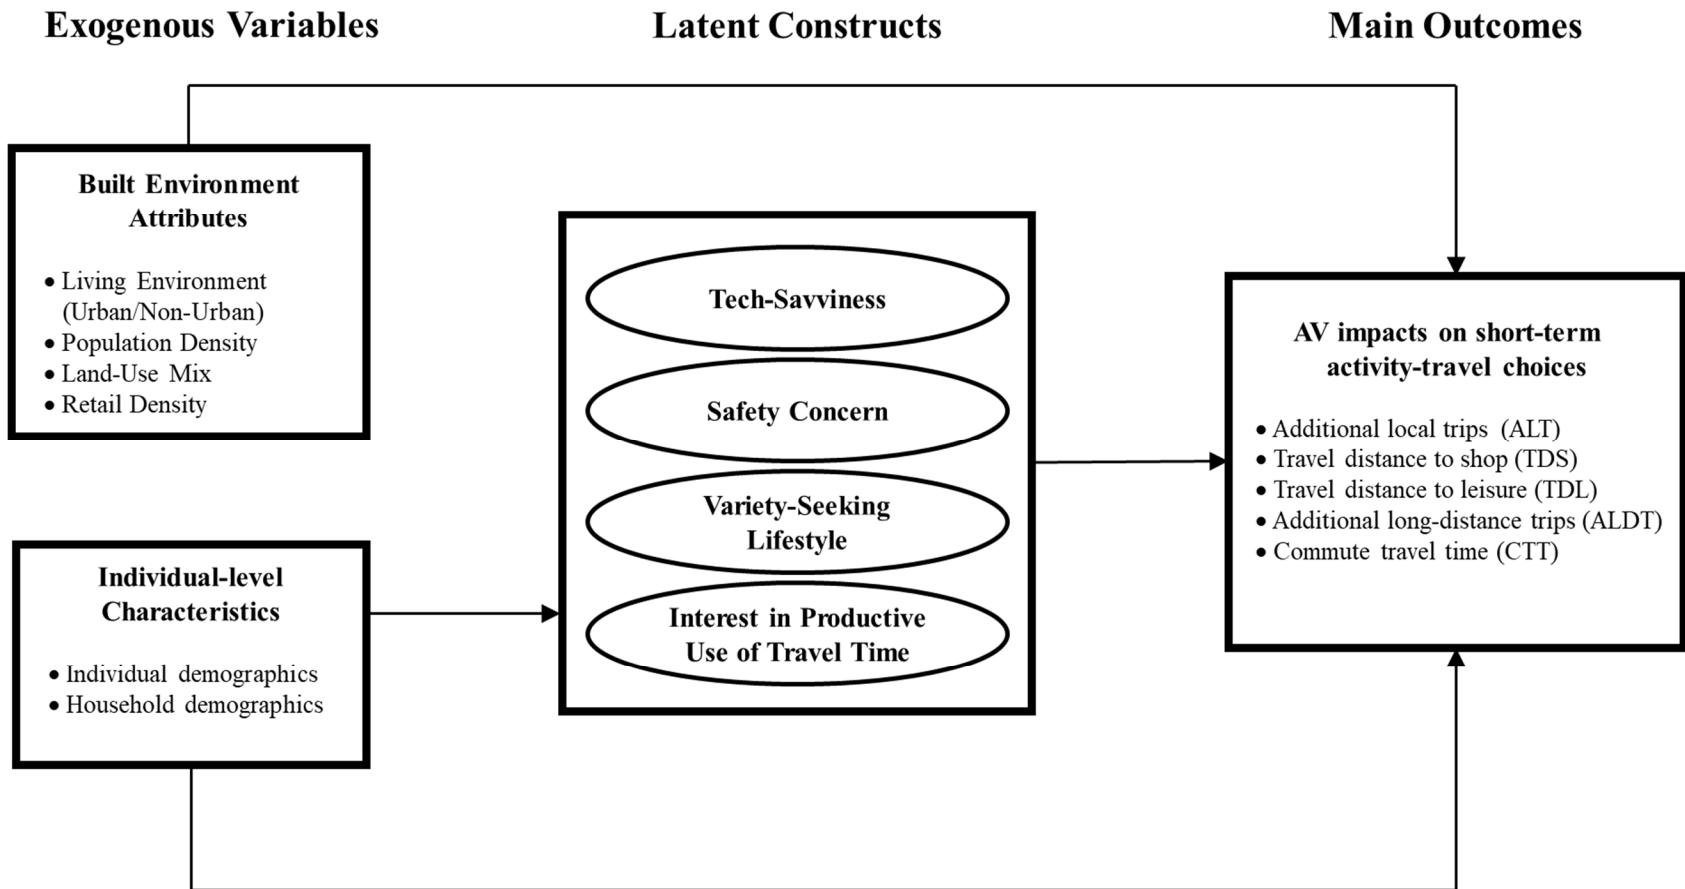 Exogenous Variables
Latent Constructs
Main Outcomes
Built Environment
Attributes
• Living Environment
(Urban/Non-Urban)
• Population Density
• Land-Use Mix
• Retail Density
Individual-level
Characteristics
• Individual demographics
• Household demographics
Tech-Savviness
Safety Concern
Variety-Seeking
Lifestyle
Interest in Productive
Use of Travel Time
AV impacts on short-term
activity-travel choices
• Additional local trips (ALT)
• Travel distance to shop (TDS)
• Travel distance to leisure (TDL)
• Additional long-distance trips (ALDT)
• Commute travel time (CTT)